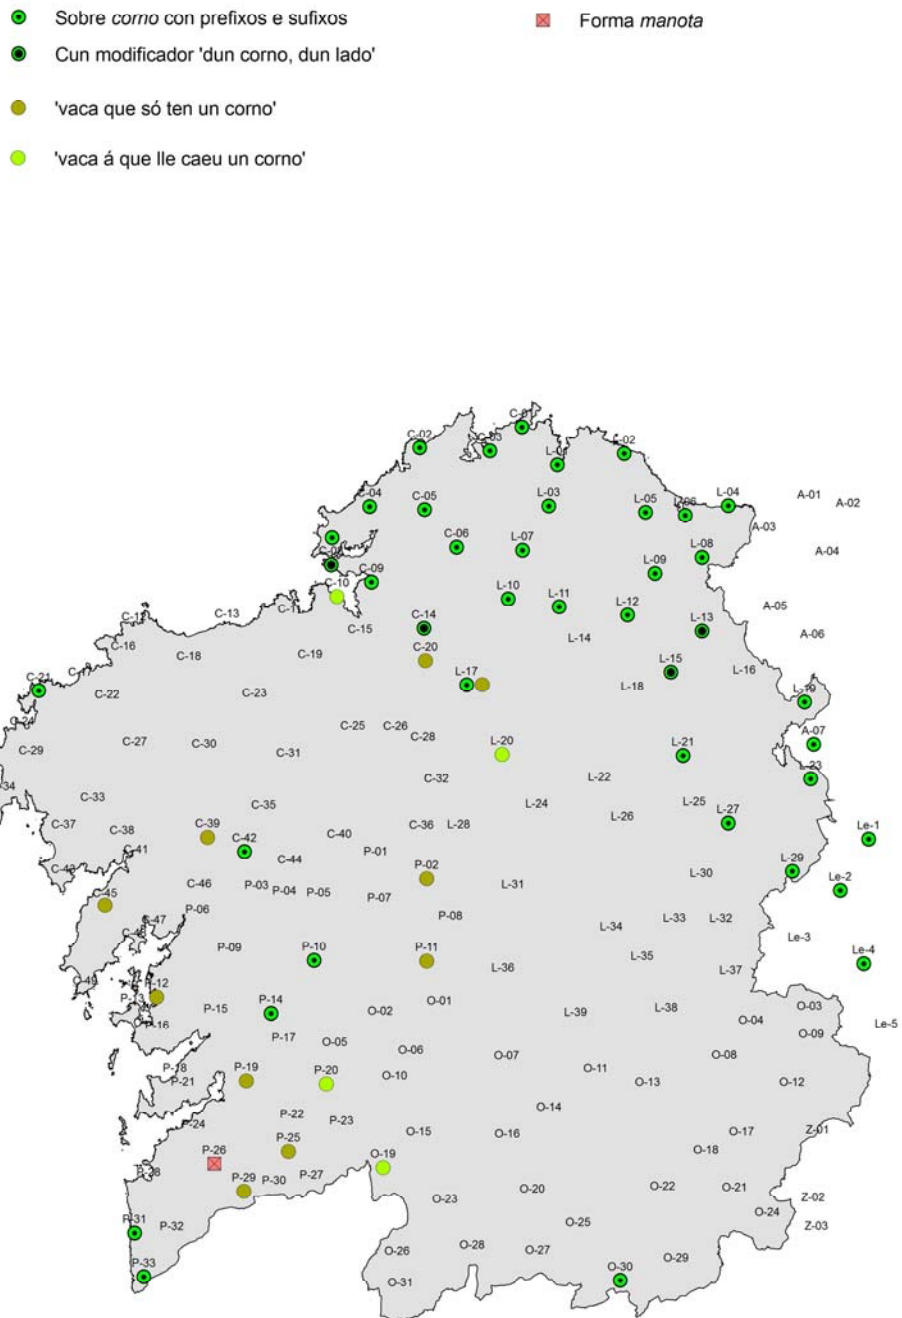 Sobre corno con prefixos e sufixos
Forma manota
Cun modificador 'dun corno, dun lado'
'vaca que só ten un corno'
'vaca á que lle caeu un corno'
C-02
C-03
L-04
A-01
A-02
C-04
C-05
L-03
L-05
A-03
C-06
L-07
L-08
A-04
C-09
L-09
C-10
L-10
L-11
L-12
A-05
C-13
C-14
L-13
C-15
L-14
A-06
C-16
C-18
C-19
C-20
L-15
L-16
C-21
L-17
L-18
C-22
C-23
L-19
C-25
C-26
A-07
C-27
C-30
C-28
C-29
C-31
L-20
L-21
L-23
C-32
L-22
C-33
C-35
L-24
L-25
C-37
C-38
C-39
C-40
C-36
L-28
L-26
L-27
Le-1
C-42
C-41
C-44
P-01
L-29
P-02
L-30
Le-2
C-45
C-46
P-03
P-04
P-05
P-07
L-31
P-06
C-47
P-08
L-34
L-33
L-32
P-09
P-10
P-11
Le-3
L-35
Le-4
L-36
L-37
P-12
P-13
P-14
O-01
P-15
O-02
L-39
L-38
O-03
P-16
O-04
Le-5
P-17
O-05
O-09
O-06
O-07
O-08
P-18
P-19
P-20
O-10
O-11
P-21
O-13
O-12
P-22
P-23
O-14
P-24
O-15
O-16
O-17
Z-01
P-25
P-26
O-18
O-19
P-28
P-29
P-30
P-27
O-23
O-20
O-22
O-21
Z-02
P-31
P-32
O-25
O-24
Z-03
O-26
O-28
O-27
O-29
P-33
O-30
O-31